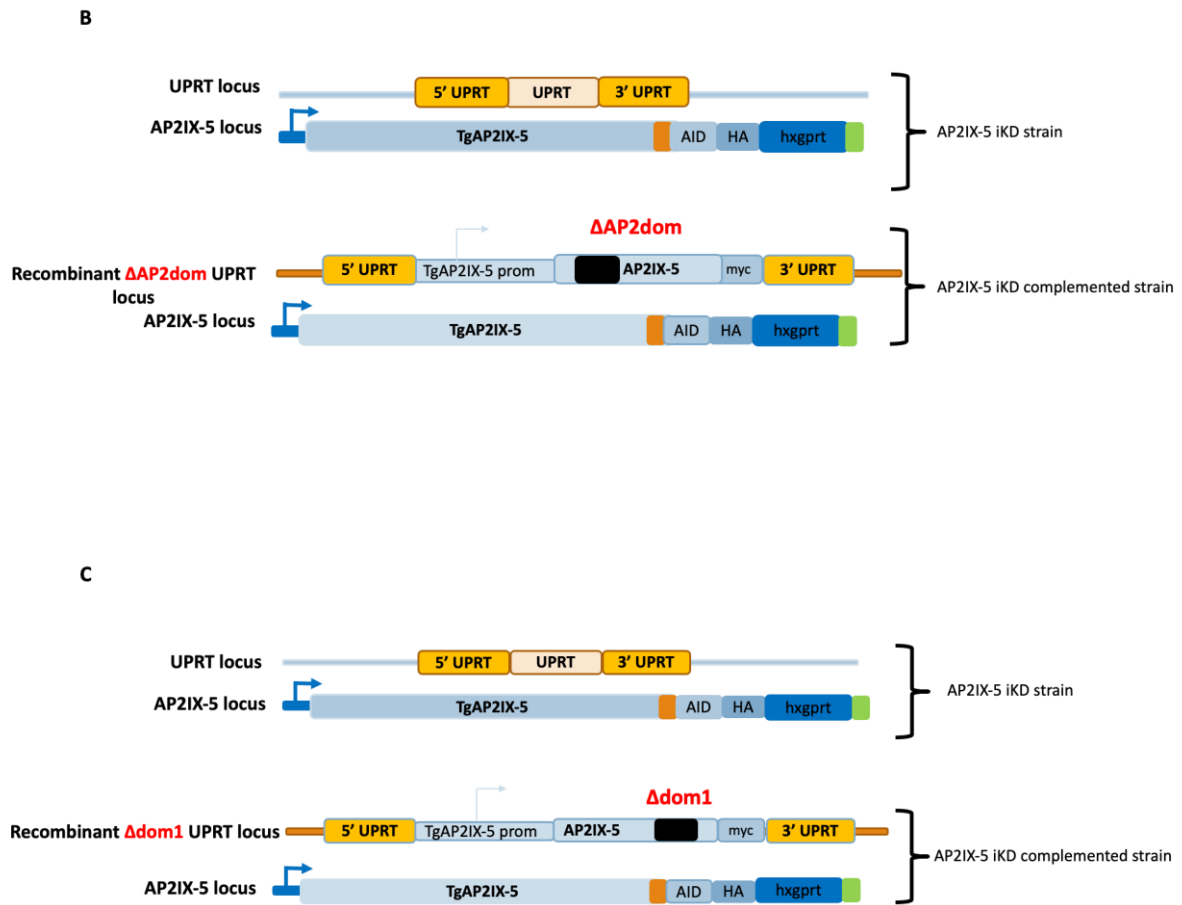 B
UPRT locus
5' UPRT UPRT 3' UPRT
AP2IX-5 locus
TgAP2IX-5 AID HA hxgprt
AP2IX-5 iKD strain
ΔAP2dom
Recombinant ΔAP2dom UPRT
locus
5' UPRT TgAP2IX-5 prom AP2IX-5 myc 3' UPRT
AP2IX-5 iKD complemented strain
AP2IX-5 locus
TgAP2IX-5 AID HA hxgprt
C
UPRT locus
5' UPRT UPRT 3' UPRT
AP2IX-5 locus
TgAP2IX-5 AID HA hxgprt
AP2IX-5 iKD strain
Δdom1
Recombinant Δdom1 UPRT locus
5' UPRT TgAP2IX-5 prom AP2IX-5 myc 3' UPRT
AP2IX-5 iKD complemented strain
AP2IX-5 locus
TgAP2IX-5 AID HA hxgprt